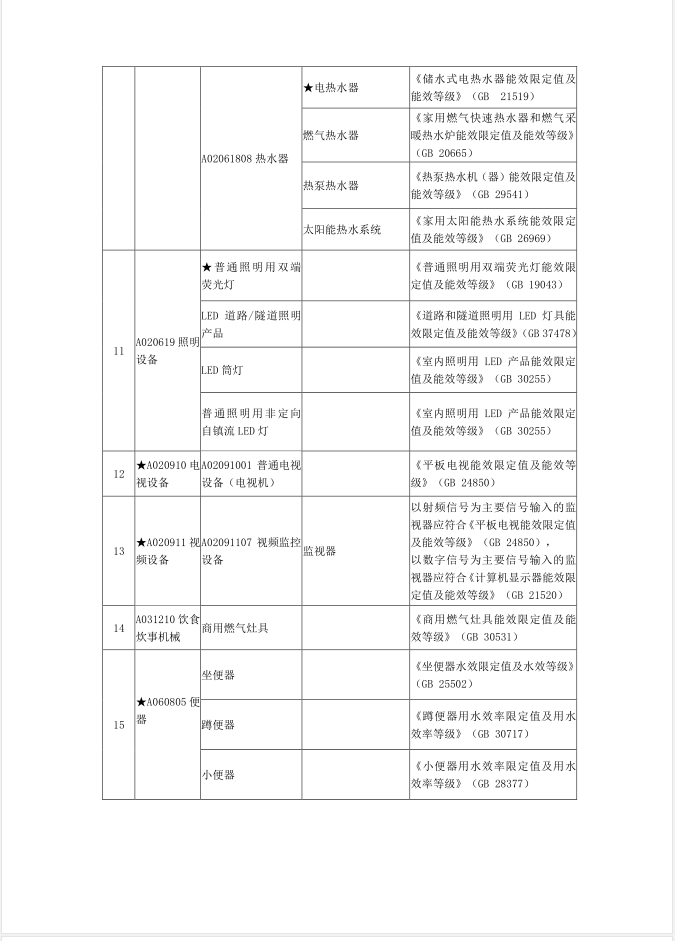 A02061808 热水器
★电热水器
《储水式电热水器能效限定值及
能效等级》（GB 21519）
燃气热水器
《家用燃气快速热水器和燃气采
暖热水炉能效限定值及能效等级》
（GB 20665）
热泵热水器
《热泵热水机（器）能效限定值及
能效等级》（GB 29541）
太阳能热水系统
《家用太阳能热水系统能效限定
值及能效等级》（GB 26969）
11
A020619 照明
设备
★普通照明用双端
荧光灯
《普通照明用双端荧光灯能效限
定值及能效等级》（GB 19043）
LED 道路/隧道照明
产品
《道路和隧道照明用 LED 灯具能
效限定值及能效等级》（GB 37478）
LED 筒灯
《室内照明用 LED 产品能效限定
值及能效等级》（GB 30255）
普通照明用非定向
自镇流 LED 灯
《室内照明用 LED 产品能效限定
值及能效等级》（GB 30255）
12
★A020910 电
视设备
A02091001 普通电视
设备（电视机）
《平板电视能效限定值及能效等
级》（GB 24850）
13
★A020911 视
频设备
A02091107 视频监控
设备
监视器
以射频信号为主要信号输入的监
视器应符合《平板电视能效限定值
及能效等级》（GB 24850），
以数字信号为主要信号输入的监
视器应符合《计算机显示器能效限
定值及能效等级》（GB 21520）
14
A031210 饮食
炊事机械
商用燃气灶具
《商用燃气灶具能效限定值及能
效等级》（GB 30531）
15
★A060805 便
器
坐便器
《坐便器水效限定值及水效等级》
（GB 25502）
蹲便器
《蹲便器用水效率限定值及用水
效率等级》（GB 30717）
小便器
《小便器用水效率限定值及用水
效率等级》（GB 28377）